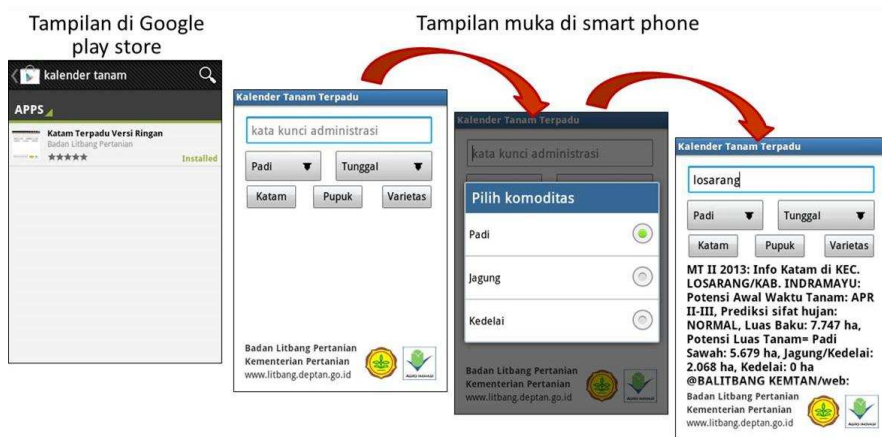 Tampilan di Google
play store
Tampilan muka di smart phone
kalender tanam
APPS
Katam Terpadu Versi Ringan
Badan Litbang Pertanian
Installed
Kalender Tanam Terpadu
kata kunci administrasi
Padi
Tunggal
Katam
Pupuk
Varietas
Badan Litbang Pertanian
Kementerian Pertanian
www.litbang.deptan.go.id
Kalender Tanam Terpadu
kata kunci administrasi
Pilih komoditas
Padi
Jagung
Kedelai
Badan Litbang Pertanian
Kementerian Pertanian
www.litbang.deptan.go.id
Kalender Tanam Terpadu
losarang
Padi
Tunggal
Katam
Pupuk
Varietas
MT II 2013: Info Katam di KEC.
LOSARANG/KAB. INDRAMAYU:
Potensi Awal Waktu Tanam: APR
II-III, Prediksi sifat hujan:
NORMAL, Luas Baku: 7.747 ha,
Potensi Luas Tanam= Padi
Sawah: 5.679 ha, Jagung/Kedelai:
2.068 ha, Kedelai: 0 ha
@BALITBANG KEMTAN/web:
Badan Litbang Pertanian
Kementerian Pertanian
www.litbang.deptan.go.id